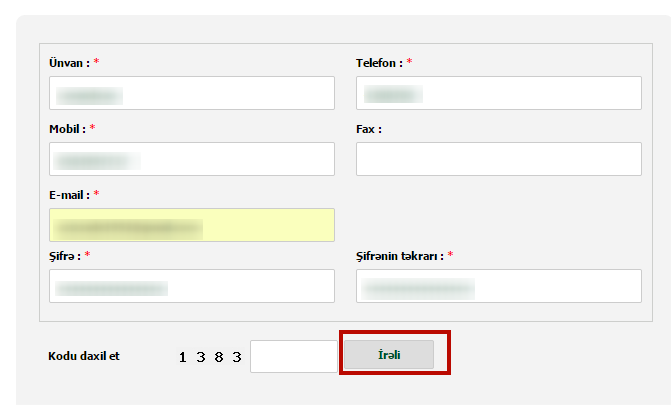 Ünvan : * Telefon : *
Mobil : * Fax :
E-mail : *
Şifrə : * Şifrənin təkrarı : *
Kodu daxil et 1 3 8 3 İrəli